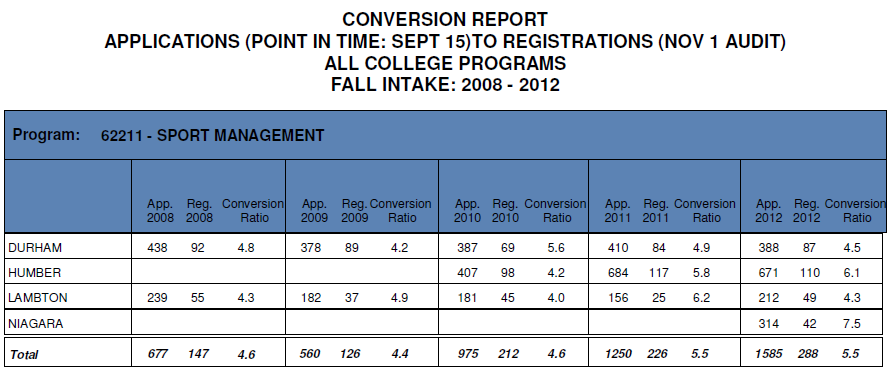 CONVERSION REPORT
APPLICATIONS (POINT IN TIME: SEPT 15)TO REGISTRATIONS (NOV 1 AUDIT)
ALL COLLEGE PROGRAMS
FALL INTAKE: 2008 - 2012
Program: 62211 - SPORT MANAGEMENT
App. Reg. Conversion App. Reg. Conversion App. Reg. Conversion App. Reg. Conversion App. Reg. Conversion
2008 2008 Ratio 2009 2009 Ratio 2010 2010 Ratio 2011 2011 Ratio 2012 2012 Ratio
DURHAM 438 92 4.8 378 89 4.2 387 69 5.6 410 84 4.9 388 87 4.5
HUMBER 407 98 4.2 684 117 5.8 671 110 6.1
LAMBTON 239 55 4.3 182 37 4.9 181 45 4.0 156 25 6.2 212 49 4.3
NIAGARA 314 42 7.5
Total 677 147 4.6 560 126 4.4 975 212 4.6 1250 226 5.5 1585 288 5.5